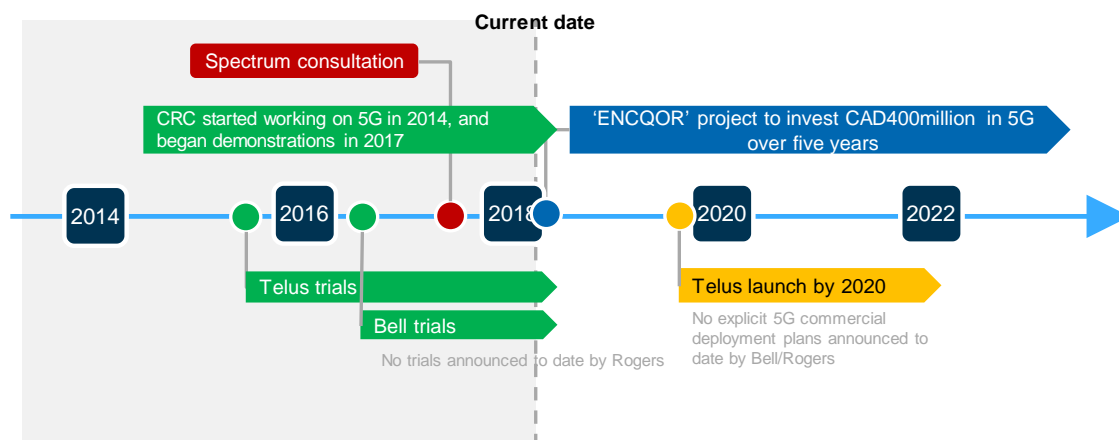 Current date
Spectrum consultation
CRC started working on 5G in 2014, and
began demonstrations in 2017
‘ENCQOR’ project to invest CAD400million in 5G
over five years
2014
2016
2018
2020
2022
Telus trials
Telus launch by 2020
Bell trials
No explicit 5G commercial
deployment plans announced to
date by Bell/Rogers
No trials announced to date by Rogers